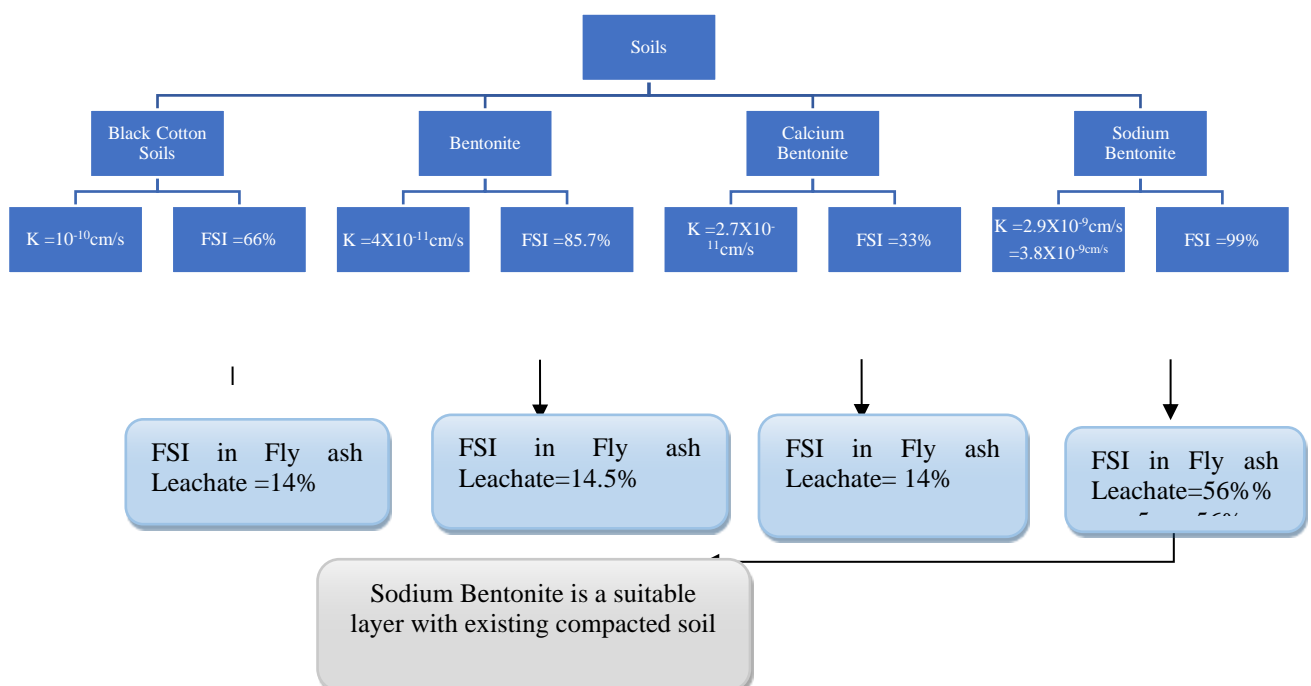 Soils
Black Cotton
Soils
Bentonite
Calcium
Bentonite
Sodium
Bentonite
K =10⁻¹⁰cm/s
FSI =66%
K =4X10⁻¹¹cm/s
FSI =85.7%
K =2.7X10⁻
¹¹cm/s
FSI =33%
K =2.9X10⁻⁹cm/s
=3.8X10⁻⁹ᶜᵐ/ˢ
FSI =99%
FSI in Fly ash
Leachate =14%
FSI in Fly ash
Leachate=14.5%
FSI in Fly ash
Leachate= 14%
FSI in Fly ash
Leachate=56%%
Sodium Bentonite is a suitable
layer with existing compacted soil